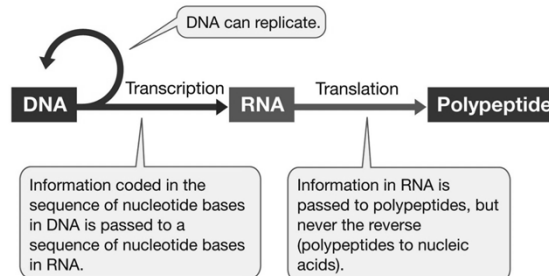 DNA can replicate.
Transcription
Translation
DNA
RNA
Polypeptide
Information coded in the
sequence of nucleotide bases
in DNA is passed to a
sequence of nucleotide bases
in RNA.
Information in RNA is
passed to polypeptides, but
never the reverse
(polypeptides to nucleic
acids).